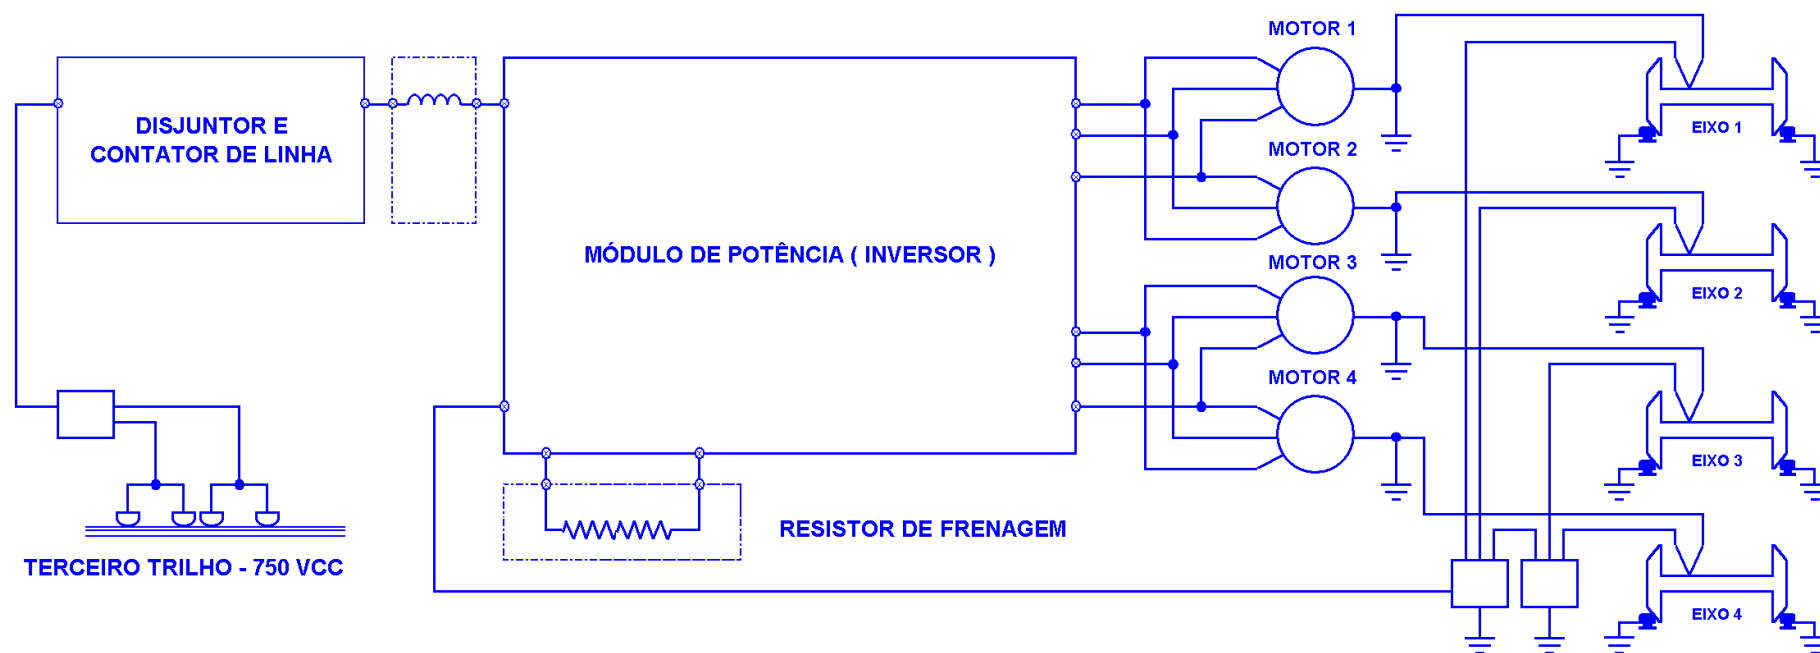 MOTOR 1
DISJUNTOR E
CONTATOR DE LINHA
EIXO 1
MOTOR 2
MÓDULO DE POTÊNCIA ( INVERSOR )
MOTOR 3
EIXO 2
MOTOR 4
EIXO 3
RESISTOR DE FRENAGEM
TERCEIRO TRILHO - 750 VCC
EIXO 4